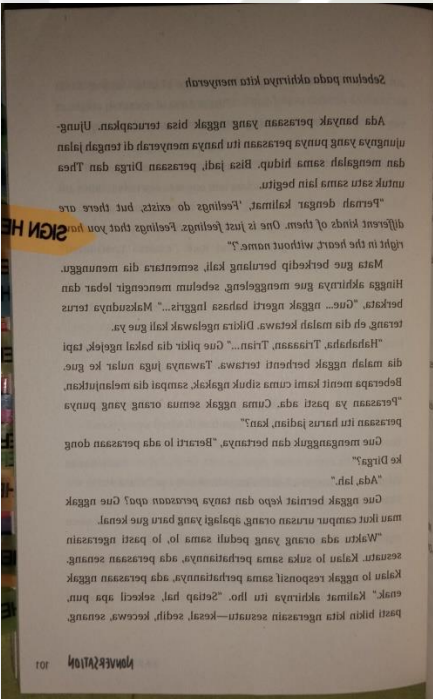 Sebelum pada akhirnya kita menyerah
Ada banyak perasaan yang nggak bisa terucapkan. Ujung-
ujungnya yang punya perasaan itu hanya menyerah di tengah jalan
dan mengalah sama hidup. Bisa jadi, perasaan Dirga dan Thea
untuk satu sama lain begitu.
"Pernah dengar kalimat, 'Feelings do exists, but there are
different kinds of them. One is just feelings. Feelings that you have
right in the heart, without name.'?"
SIGN HE
Mata gue berkedip berulang kali, sementara dia menunggu.
Hingga akhirnya gue menggeleng, sebelum mencengir lebar dan
berkata, "Gue... nggak ngerti bahasa Inggris..." Maksudnya terus
terang, eh dia malah ketawa. Dikira ngelawak kali gue ya.
"Hahahaha, Triaaaan, Trian..." Gue pikir dia bakal ngejek, tapi
dia malah nggak berhenti tertawa. Tawanya juga nular ke gue.
Beberapa menit kami cuma sibuk ngakak, sampai dia melanjutkan,
"Perasaan ya pasti ada. Cuma nggak semua orang yang punya
perasaan itu harus jadian, kan?"
Gue mengangguk dan bertanya, "Berarti lo ada perasaan dong
ke Dirga?"
"Ada, lah."
Gue nggak berniat kepo dan tanya perasaan apa? Gue nggak
mau ikut campur urusan orang, apalagi yang baru gue kenal.
"Waktu ada orang yang peduli sama lo, lo pasti ngerasain
sesuatu. Kalau lo suka sama perhatiannya, ada perasaan senang.
Kalau lo nggak responsif sama perhatiannya, ada perasaan nggak
enak." Kalimat akhirnya itu lho. "Setiap hal, sekecil apa pun,
pasti bikin kita ngerasain sesuatu—kesal, sedih, kecewa, senang,
NONVERSATION 101